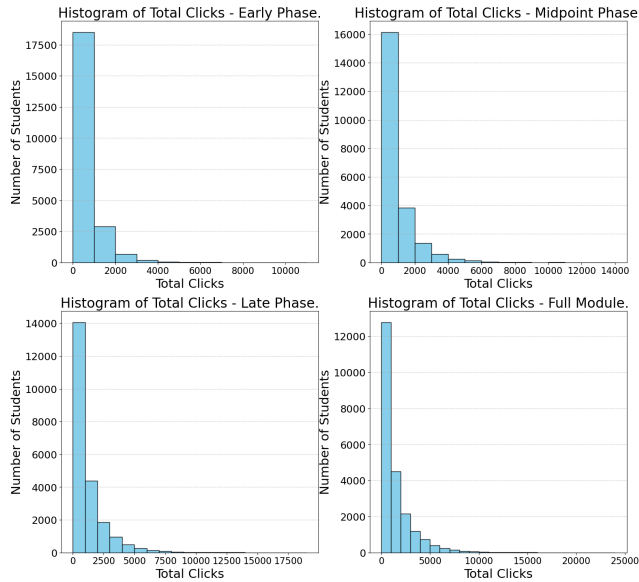 Histogram of Total Clicks - Early Phase.
Number of Students
17500
15000
12500
10000
7500
5000
2500
0
0 2000 4000 6000 8000 10000
Total Clicks
Histogram of Total Clicks - Midpoint Phase
Number of Students
16000
14000
12000
10000
8000
6000
4000
2000
0
0 2000 4000 6000 8000 10000 12000 14000
Total Clicks
Histogram of Total Clicks - Late Phase.
Number of Students
14000
12000
10000
8000
6000
4000
2000
0
0 2500 5000 7500 10000 12500 15000 17500
Total Clicks
Histogram of Total Clicks - Full Module.
Number of Students
12000
10000
8000
6000
4000
2000
0
0 5000 10000 15000 20000 25000
Total Clicks